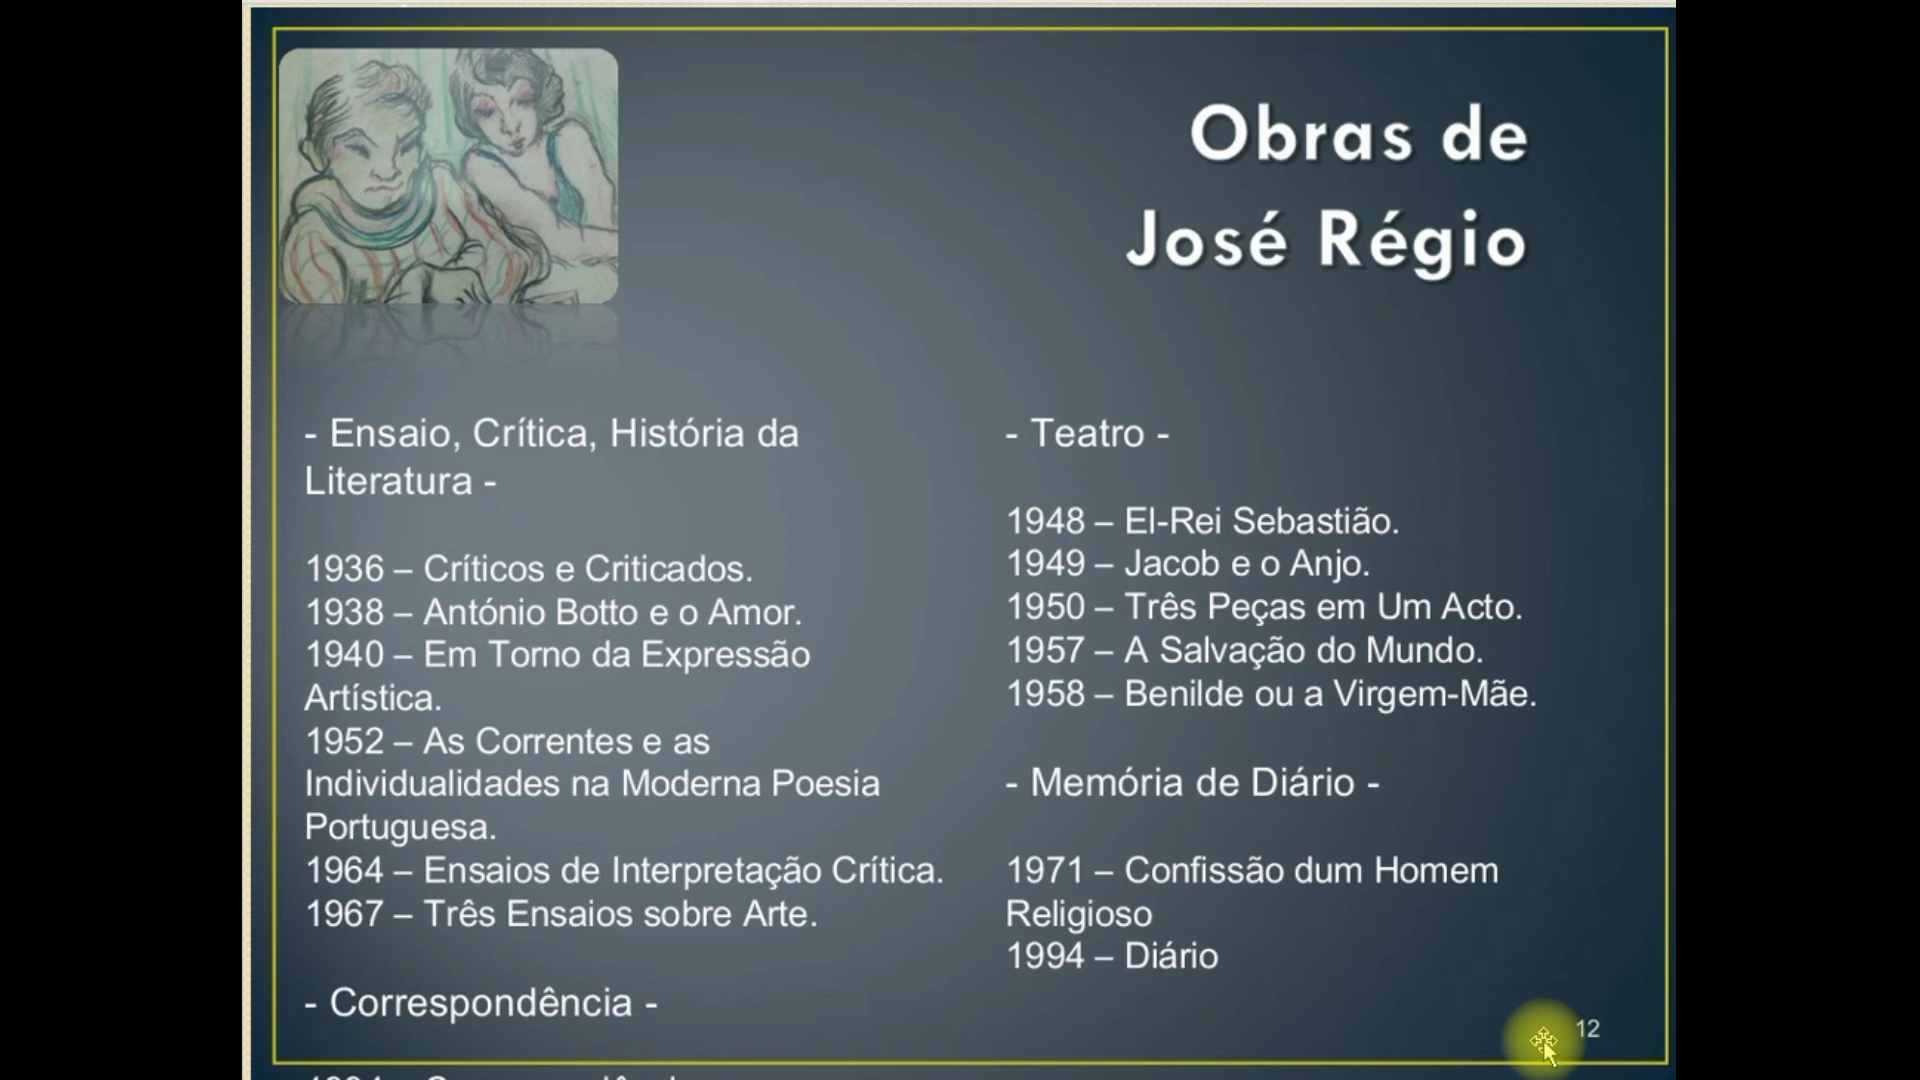 Obras de
José Régio
- Ensaio, Crítica, História da
Literatura -
1936 – Críticos e Criticados.
1938 – António Botto e o Amor.
1940 – Em Torno da Expressão
Artística.
1952 – As Correntes e as
Individualidades na Moderna Poesia
Portuguesa.
1964 – Ensaios de Interpretação Crítica.
1967 – Três Ensaios sobre Arte.
- Correspondência -
- Teatro -
1948 – El-Rei Sebastião.
1949 – Jacob e o Anjo.
1950 – Três Peças em Um Acto.
1957 – A Salvação do Mundo.
1958 – Benilde ou a Virgem-Mãe.
- Memória de Diário -
1971 – Confissão dum Homem
Religioso
1994 – Diário
12